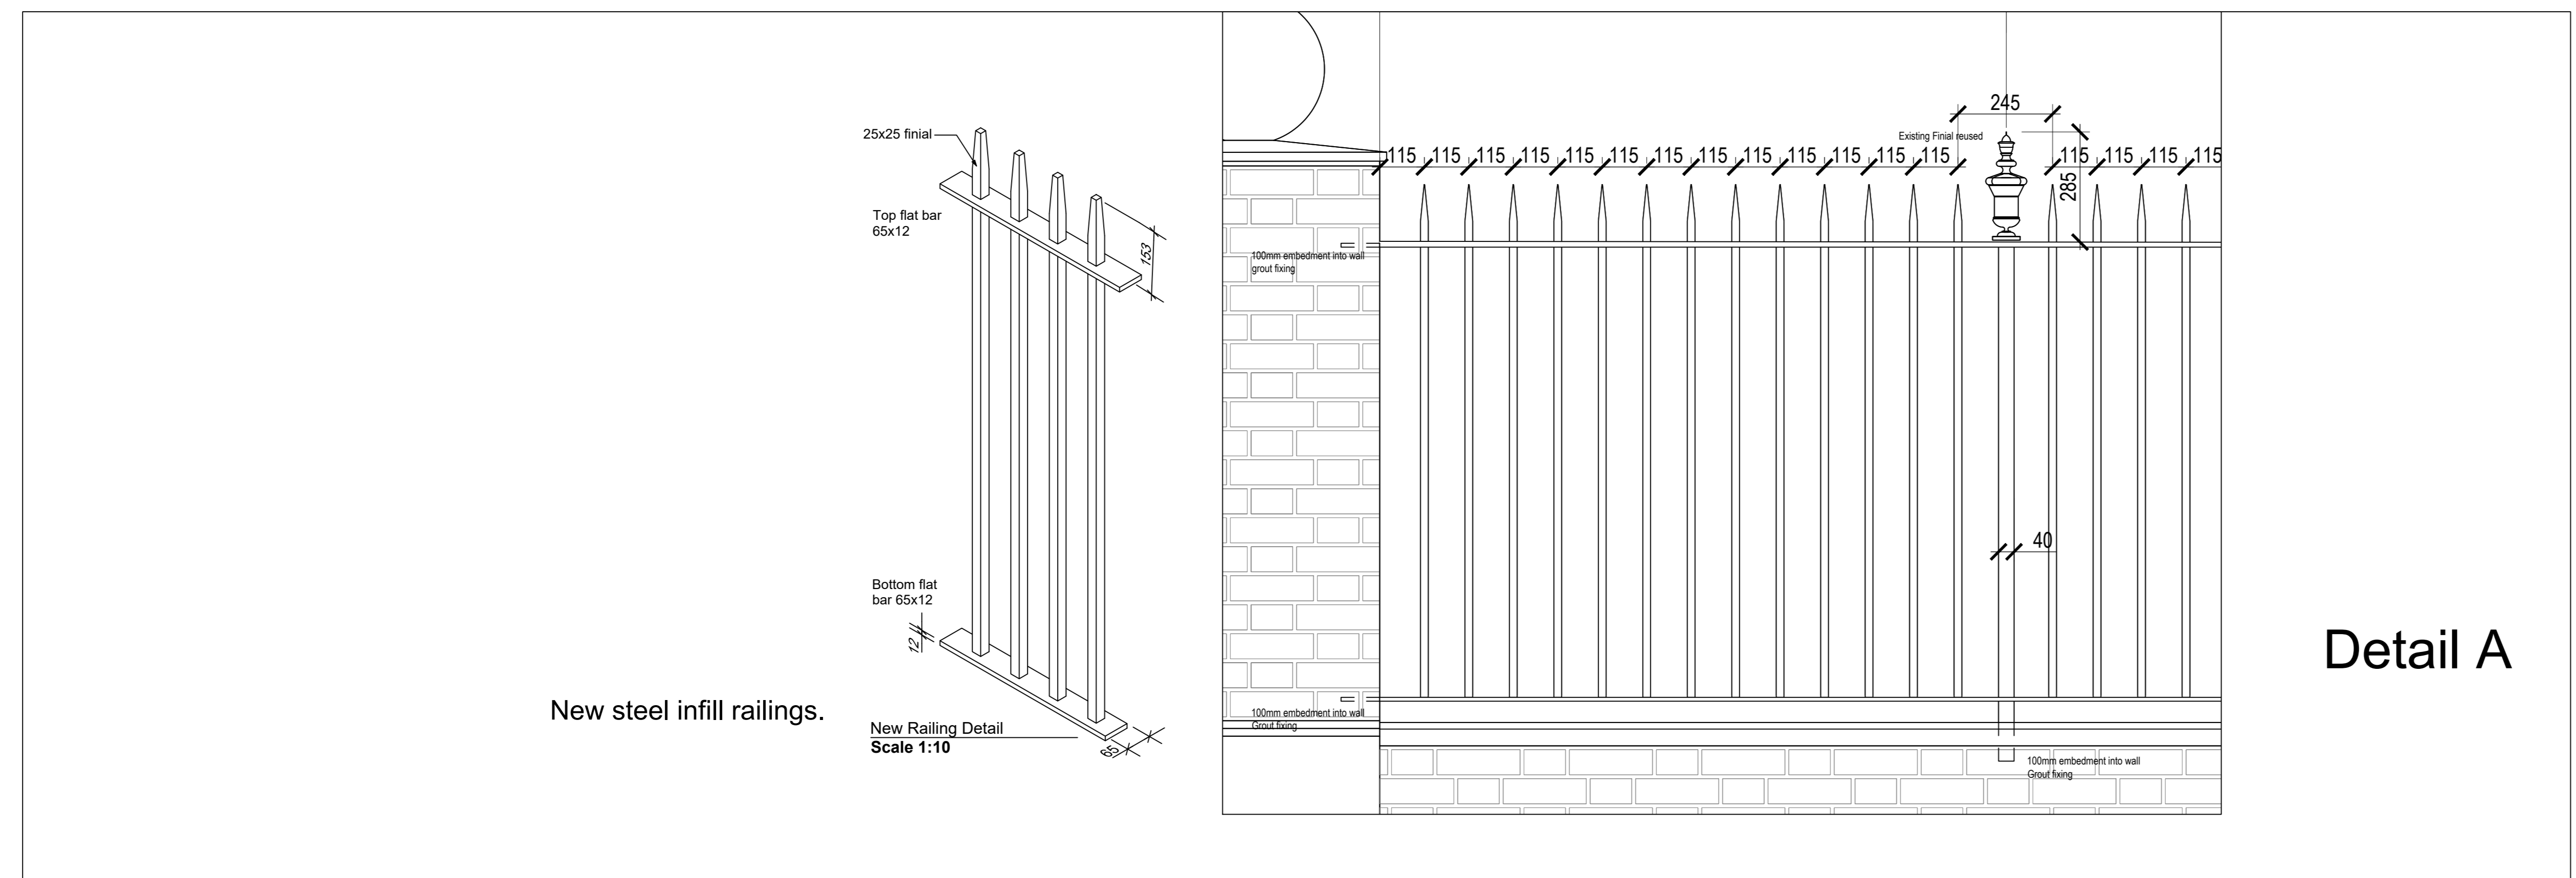 25x25 finial
Top flat bar
65x12
153
Bottom flat
bar 65x12
12
65
New steel infill railings.
New Railing Detail
Scale 1:10
245
Existing Finial reused
115 115 115 115 115 115 115 115 115 115 115 115 115 115 115 115 115
285
100mm embedment into wall
grout fixing
40
100mm embedment into wall
Grout fixing
100mm embedment into wall
Grout fixing
Detail A